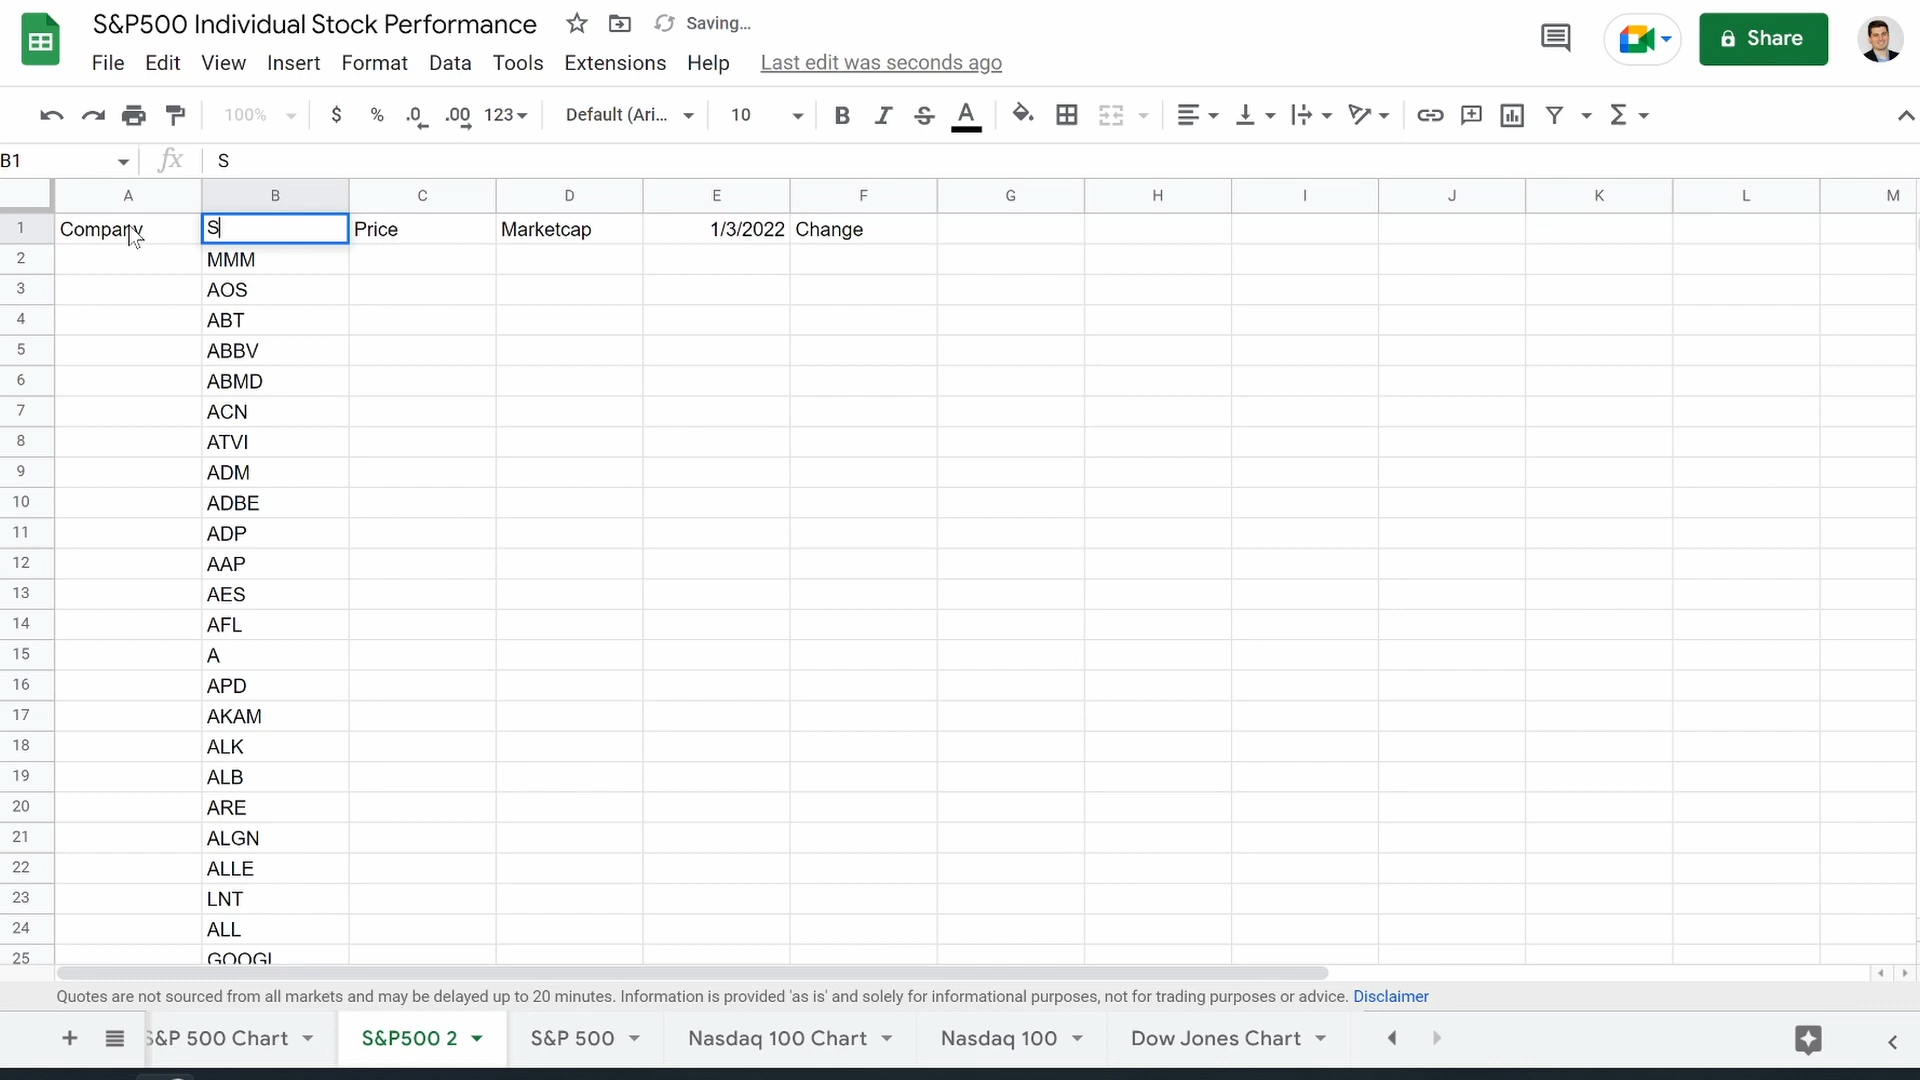 S&P500 Individual Stock Performance Saving...
File Edit View Insert Format Data Tools Extensions Help Last edit was seconds ago
Share
100% $ % .0 .00 123 Default (Ari... 10 B I S A Σ
B1 fx S
A B C D E F G H I J K L M
1 Company S Price Marketcap 1/3/2022 Change
2 MMM
3 AOS
4 ABT
5 ABBV
6 ABMD
7 ACN
8 ATVI
9 ADM
10 ADBE
11 ADP
12 AAP
13 AES
14 AFL
15 A
16 APD
17 AKAM
18 ALK
19 ALB
20 ARE
21 ALGN
22 ALLE
23 LNT
24 ALL
25 GOOGL
Quotes are not sourced from all markets and may be delayed up to 20 minutes. Information is provided 'as is' and solely for informational purposes, not for trading purposes or advice. Disclaimer
S&P 500 Chart S&P500 2 S&P 500 Nasdaq 100 Chart Nasdaq 100 Dow Jones Chart